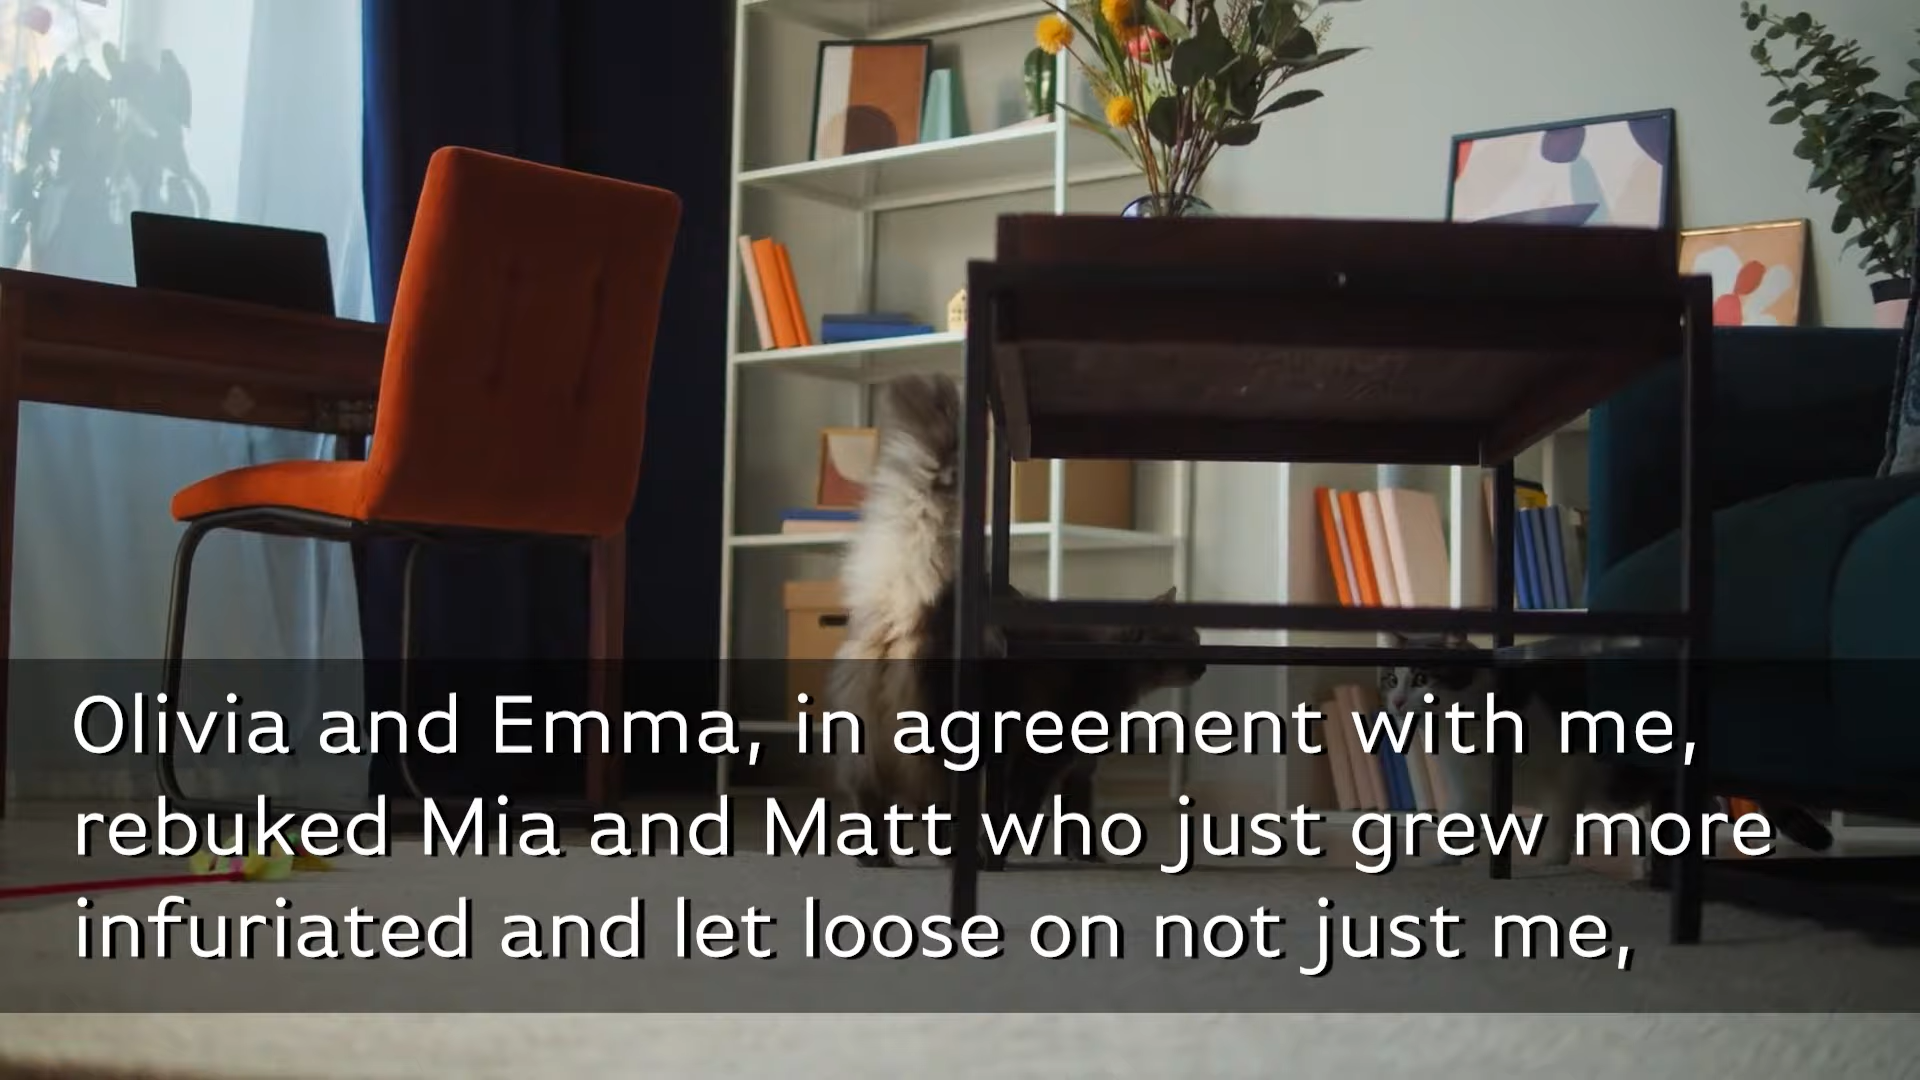 Olivia and Emma, in agreement with me,
rebuked Mia and Matt who just grew more
infuriated and let loose on not just me,